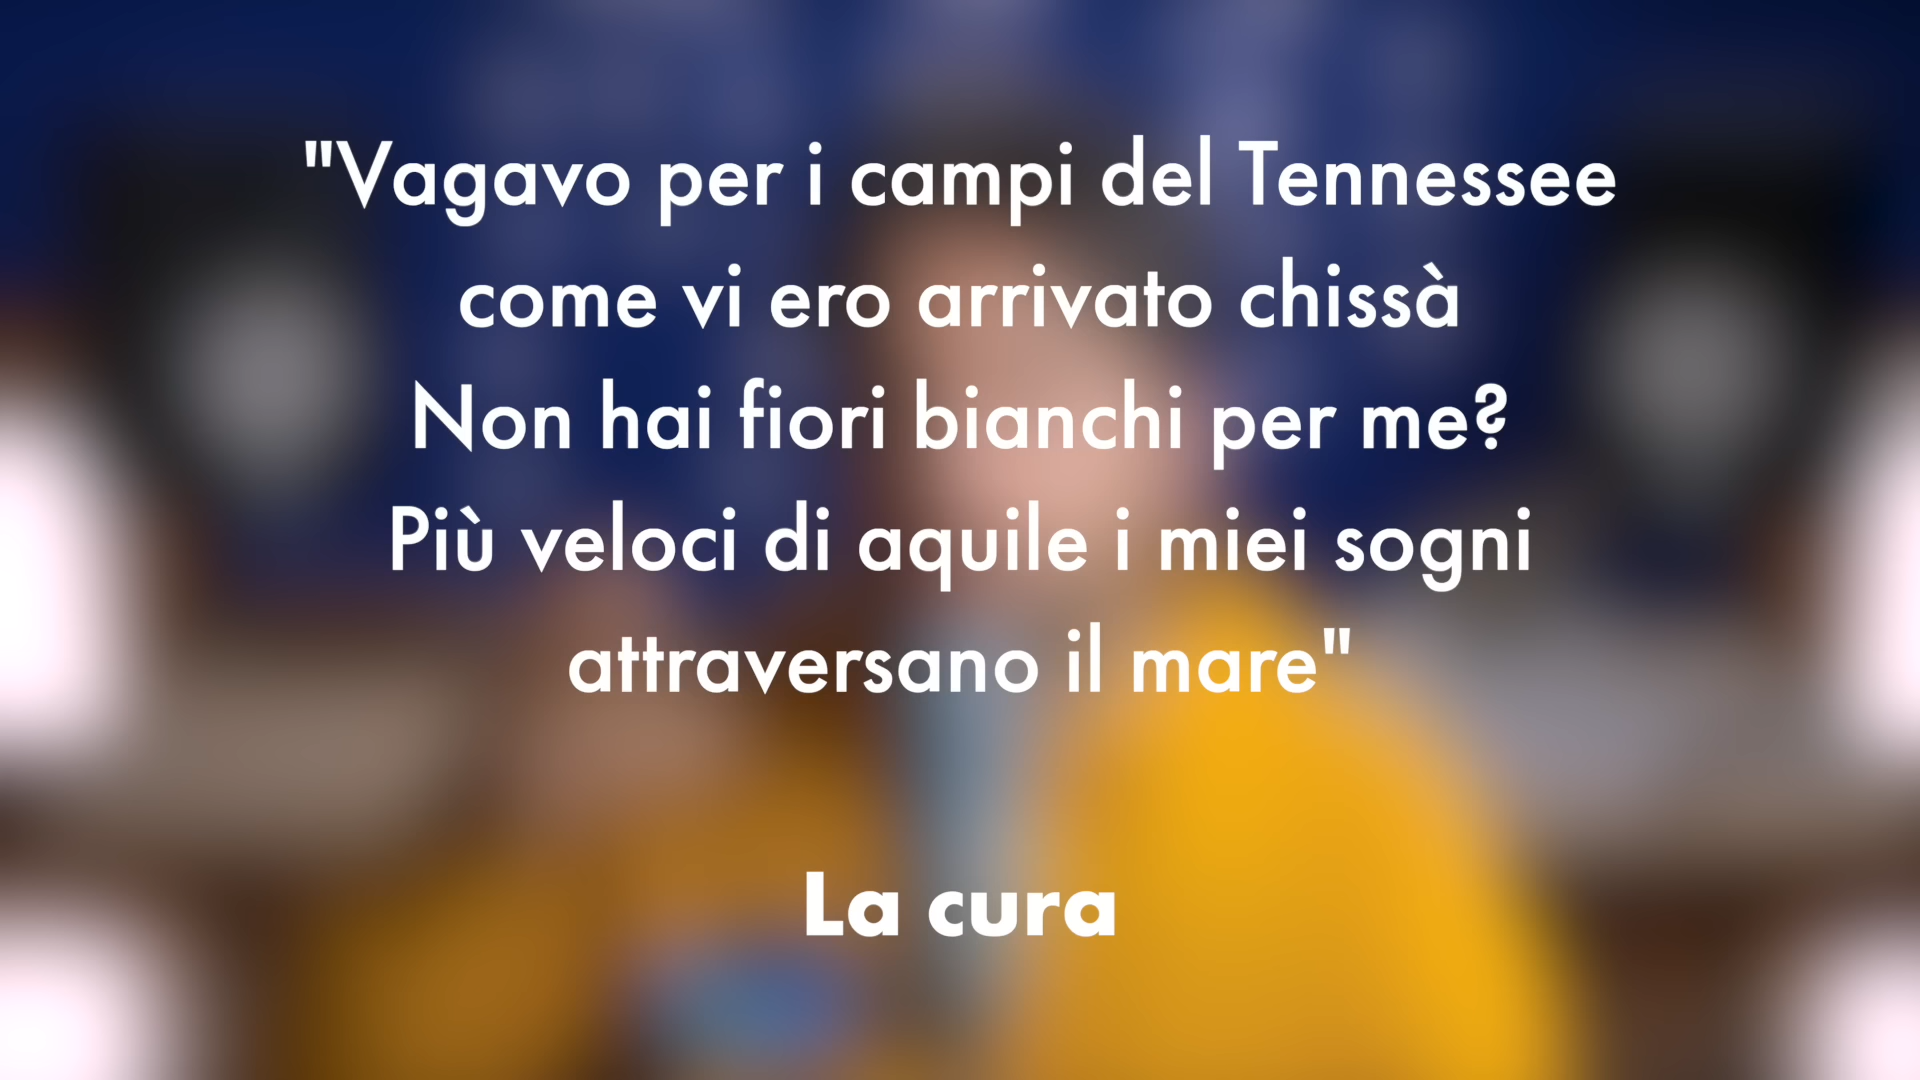 "Vagavo per i campi del Tennessee
come vi ero arrivato chissà
Non hai fiori bianchi per me?
Più veloci di aquile i miei sogni
attraversano il mare"
La cura